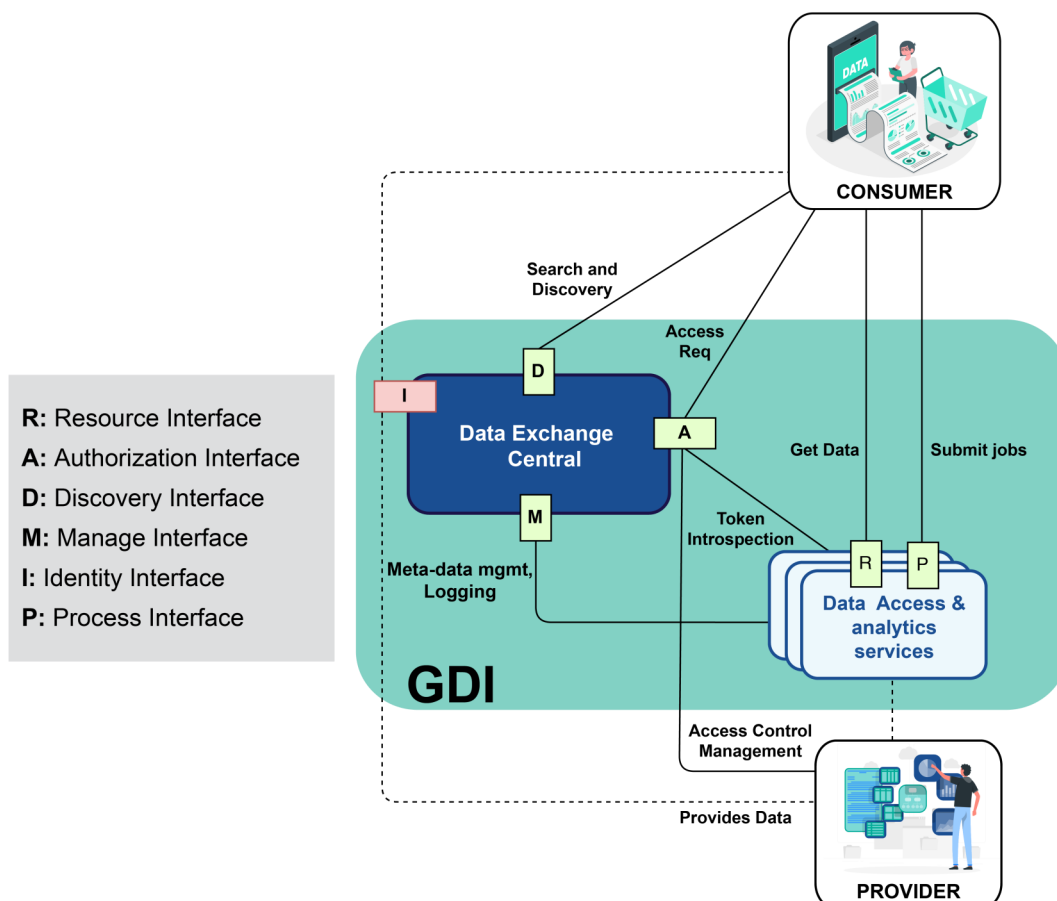 DATA
CONSUMER
Search and
Discovery
Access
Req
D
I
Data Exchange
Central
A
R: Resource Interface
A: Authorization Interface
D: Discovery Interface
M: Manage Interface
I: Identity Interface
P: Process Interface
Get Data
Submit jobs
M
Token
Introspection
R
P
Meta-data mgmt,
Logging
Data Access &
analytics
services
GDI
Access Control
Management
Provides Data
PROVIDER